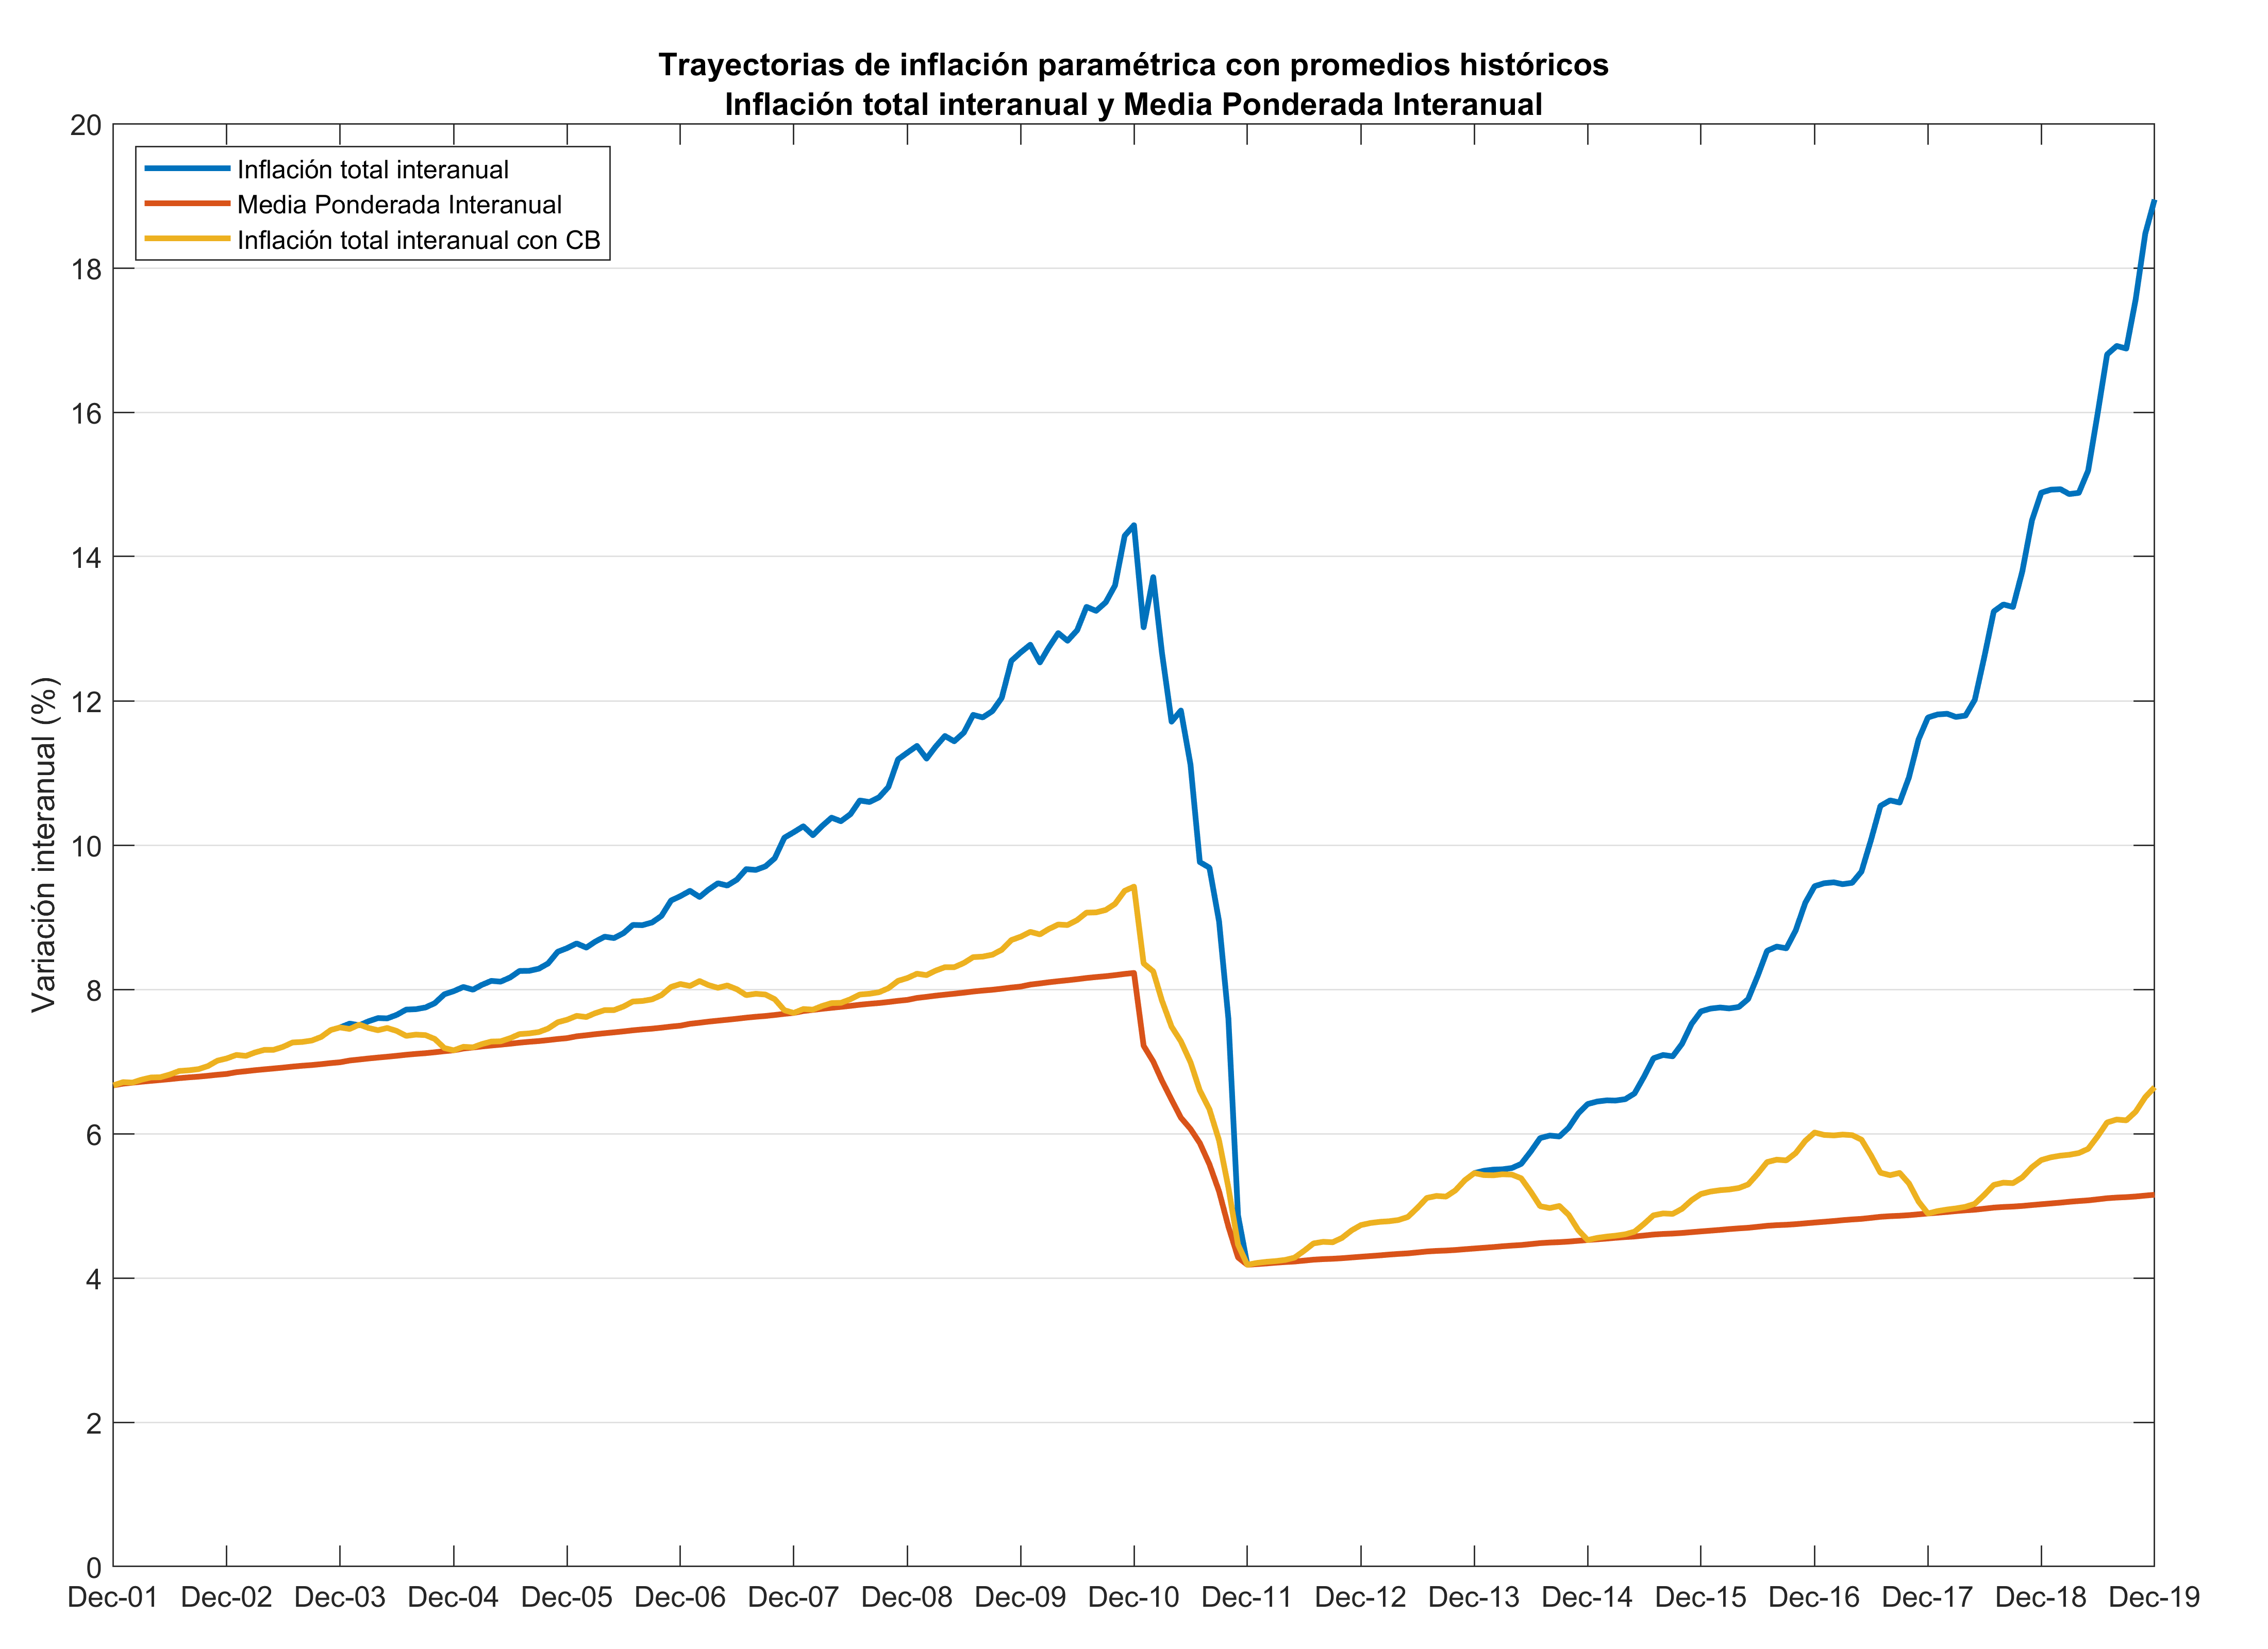 Trayectorias de inflación paramétrica con promedios históricos
Inflación total interanual y Media Ponderada Interanual
Inflación total interanual
Media Ponderada Interanual
Inflación total interanual con CB
Variación interanual (%)
20
18
16
14
12
10
8
6
4
2
0
Dec-01 Dec-02 Dec-03 Dec-04 Dec-05 Dec-06 Dec-07 Dec-08 Dec-09 Dec-10 Dec-11 Dec-12 Dec-13 Dec-14 Dec-15 Dec-16 Dec-17 Dec-18 Dec-19